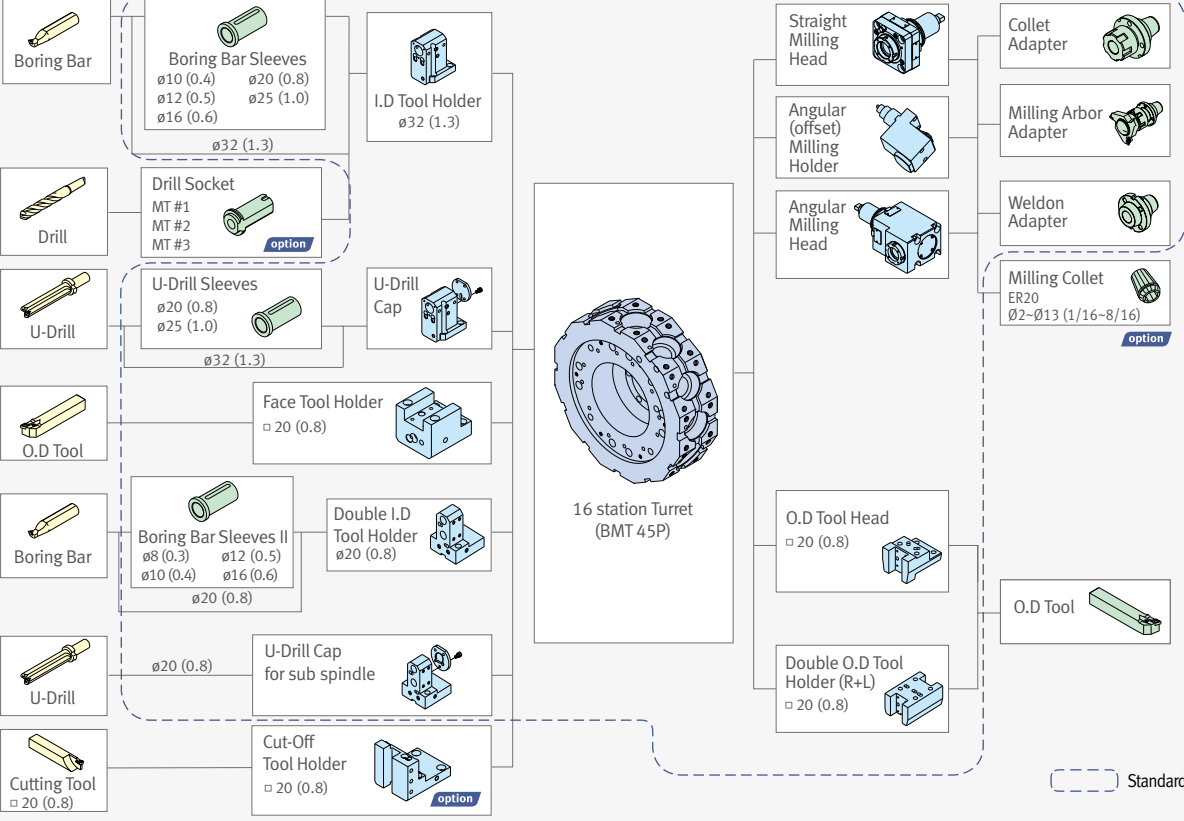 Boring Bar
Boring Bar Sleeves
ø10 (0.4) ø20 (0.8)
ø12 (0.5) ø25 (1.0)
ø16 (0.6)
ø32 (1.3)
I.D Tool Holder
ø32 (1.3)
Drill
Drill Socket
MT #1
MT #2
MT #3
option
U-Drill
U-Drill Sleeves
ø20 (0.8)
ø25 (1.0)
ø32 (1.3)
U-Drill
Cap
O.D Tool
Face Tool Holder
□ 20 (0.8)
Boring Bar
Boring Bar Sleeves II
ø8 (0.3) ø12 (0.5)
ø10 (0.4) ø16 (0.6)
ø20 (0.8)
Double I.D
Tool Holder
ø20 (0.8)
U-Drill
ø20 (0.8)
U-Drill Cap
for sub spindle
Cutting Tool
□ 20 (0.8)
Cut-Off
Tool Holder
□ 20 (0.8)
option
16 station Turret
(BMT 45P)
Straight
Milling
Head
Angular
(offset)
Milling
Holder
Angular
Milling
Head
Collet
Adapter
Milling Arbor
Adapter
Weldon
Adapter
Milling Collet
ER20
Ø2~Ø13 (1/16~8/16)
option
O.D Tool Head
□ 20 (0.8)
Double O.D Tool
Holder (R+L)
□ 20 (0.8)
O.D Tool
Standard